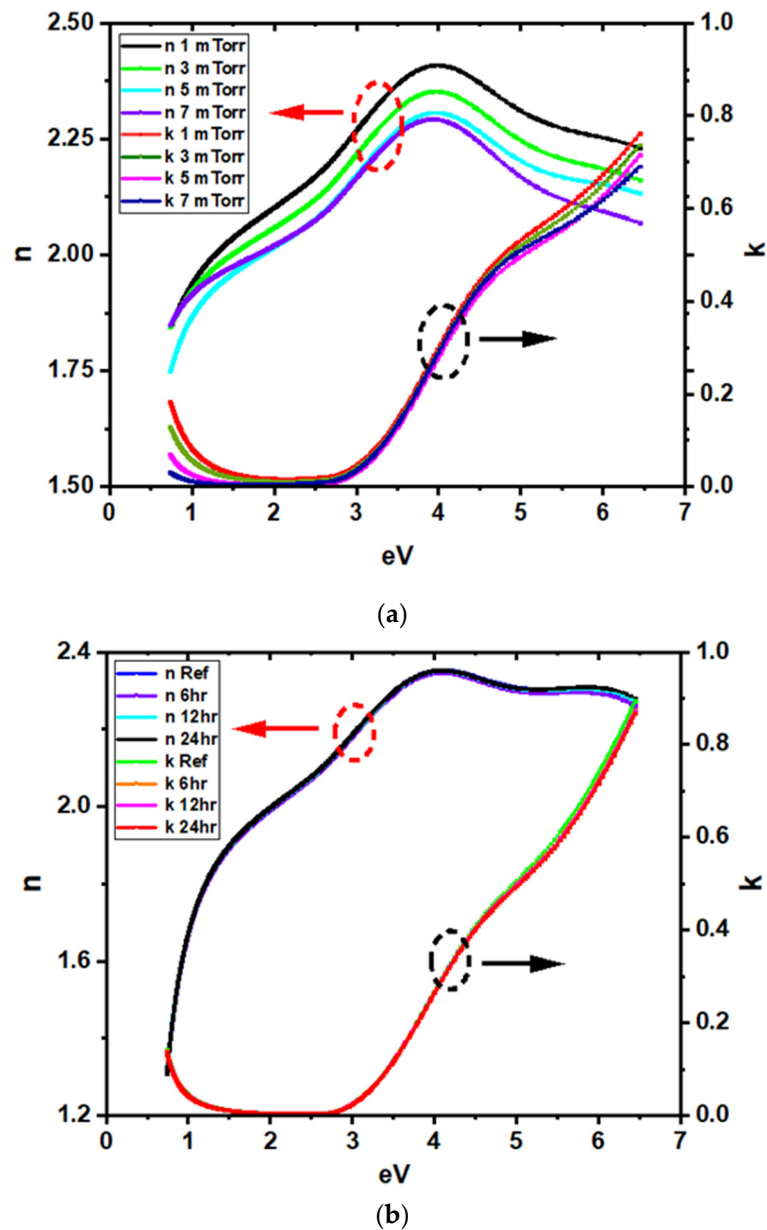 2.50
2.25
2.00
1.75
1.50
n
n 1 m Torr
n 3 m Torr
n 5 m Torr
n 7 m Torr
k 1 m Torr
k 3 m Torr
k 5 m Torr
k 7 m Torr
1.0
0.8
0.6
0.4
0.2
0.0
k
0 1 2 3 4 5 6 7
eV
(a)
2.4
2.0
1.6
1.2
n
n Ref
n 6hr
n 12hr
n 24hr
k Ref
k 6hr
k 12hr
k 24hr
1.0
0.8
0.6
0.4
0.2
0.0
k
0 1 2 3 4 5 6 7
eV
(b)